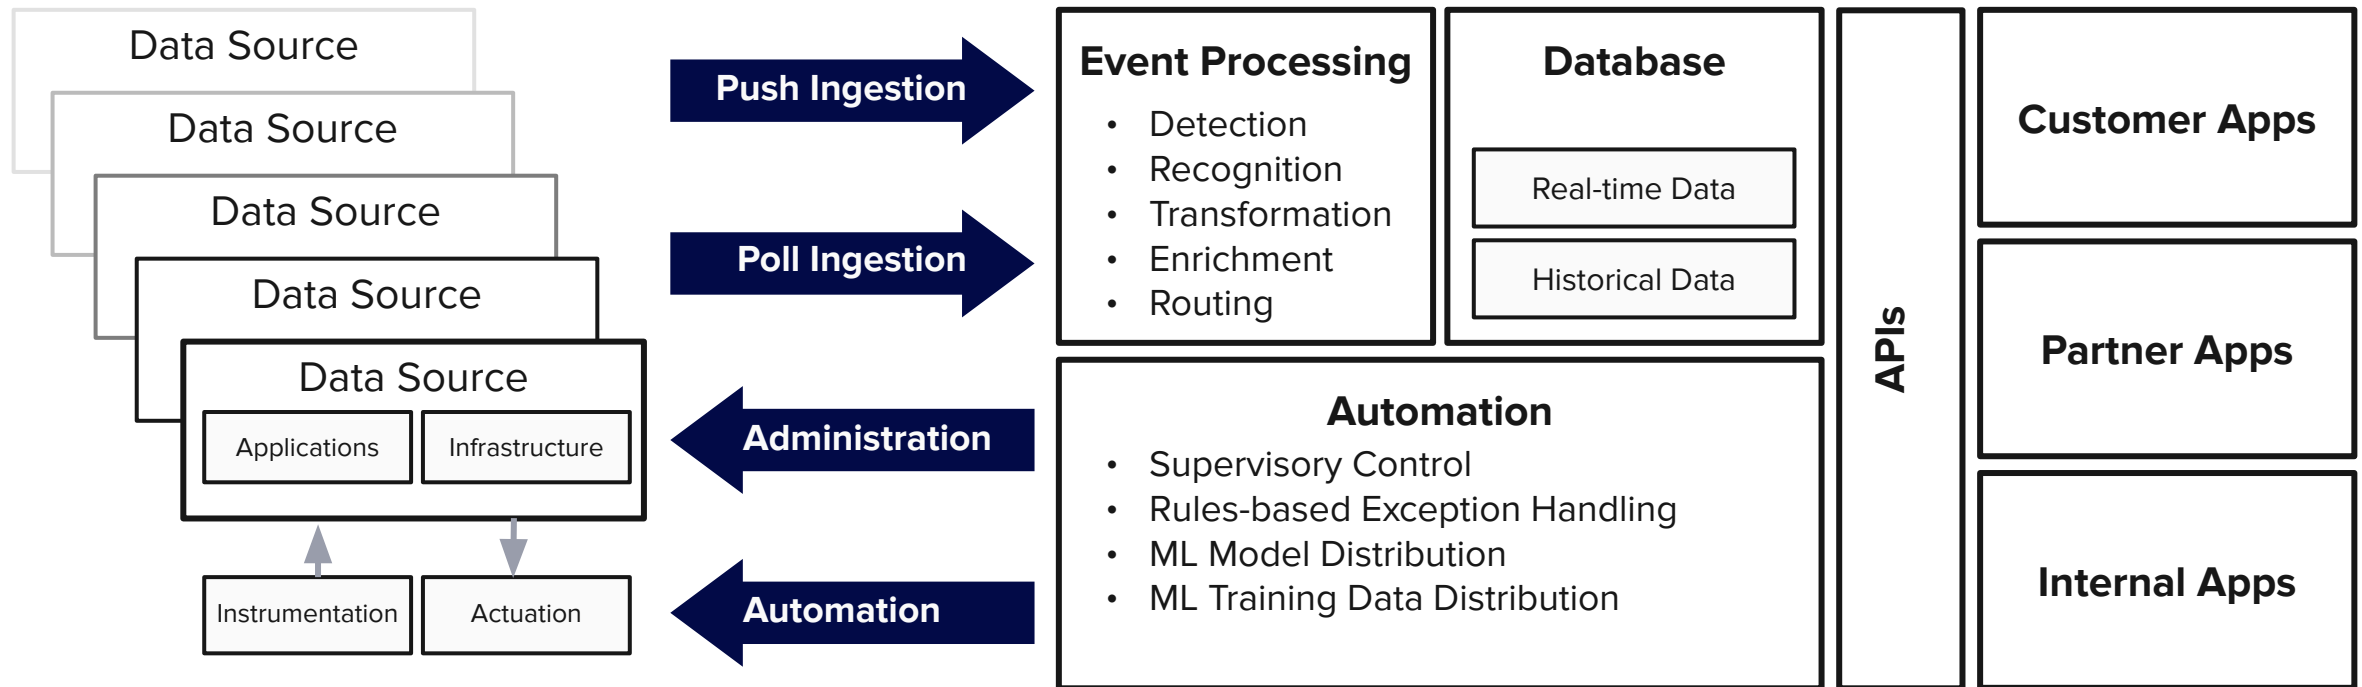 Data Source
Data Source
Data Source
Data Source
Data Source
Applications
Infrastructure
Instrumentation
Actuation
Push Ingestion
Poll Ingestion
Administration
Automation
Event Processing
• Detection
• Recognition
• Transformation
• Enrichment
• Routing
Database
Real-time Data
Historical Data
Automation
• Supervisory Control
• Rules-based Exception Handling
• ML Model Distribution
• ML Training Data Distribution
APIs
Customer Apps
Partner Apps
Internal Apps